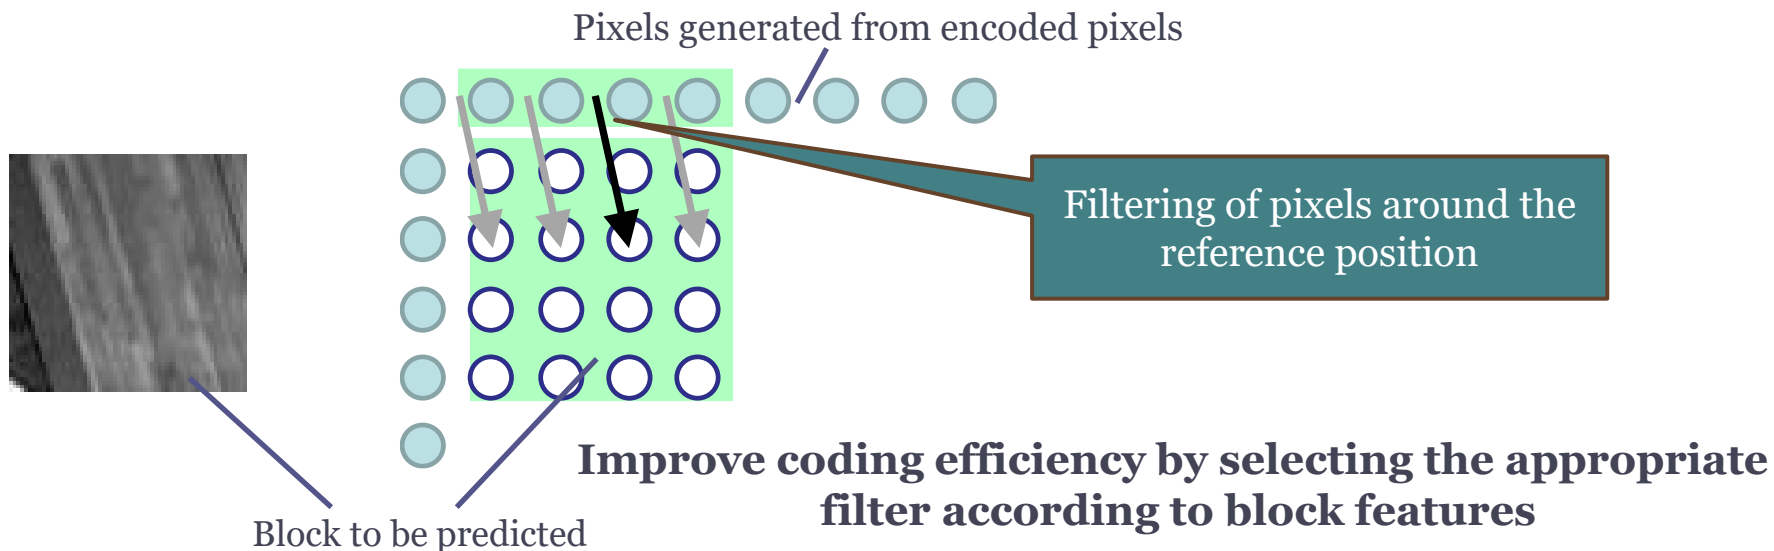 Pixels generated from encoded pixels
Filtering of pixels around the
reference position
Improve coding efficiency by selecting the appropriate
filter according to block features
Block to be predicted